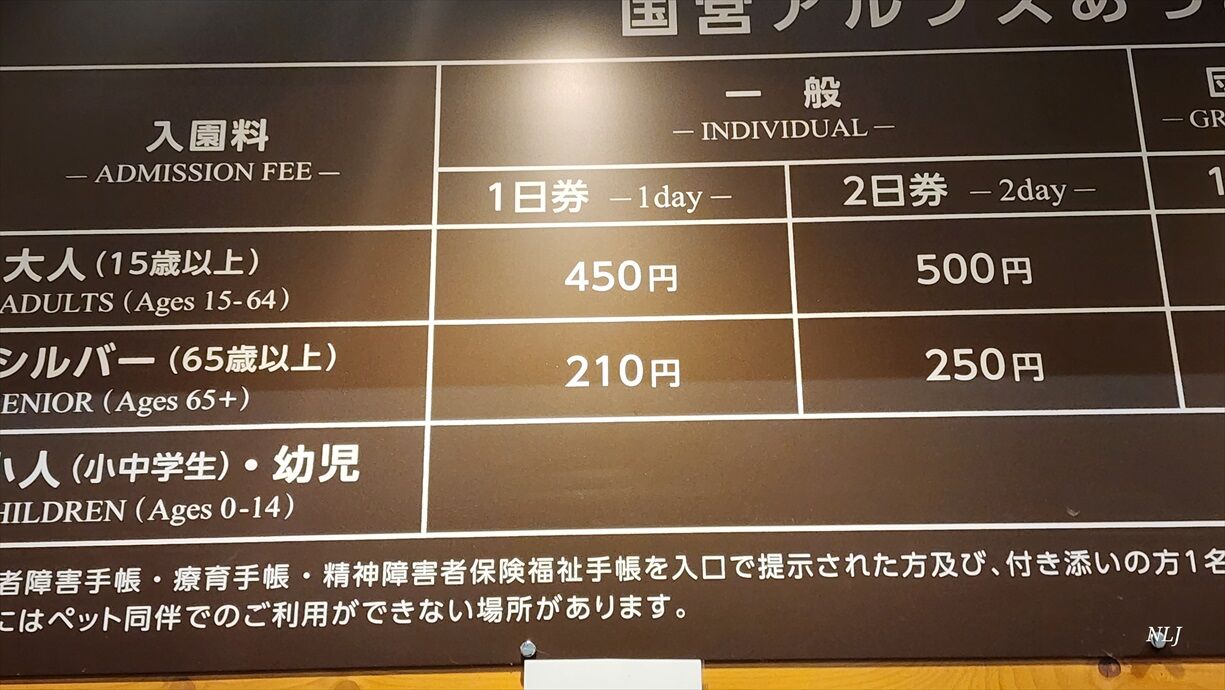 国営アルプスあづ
入園料
— ADMISSION FEE —
一般
— INDIVIDUAL —
— GR
1日券 — 1day —
2日券 — 2day —
1
大人 (15歳以上)
ADULTS (Ages 15-64)
450円
500円
シルバー (65歳以上)
ENIOR (Ages 65+)
210円
250円
小人 (小中学生)・幼児
HILDREN (Ages 0-14)
者障害手帳・療育手帳・精神障害者保険福祉手帳を入口で提示された方及び、付き添いの方1名
にはペット同伴でのご利用ができない場所があります。
NLJ